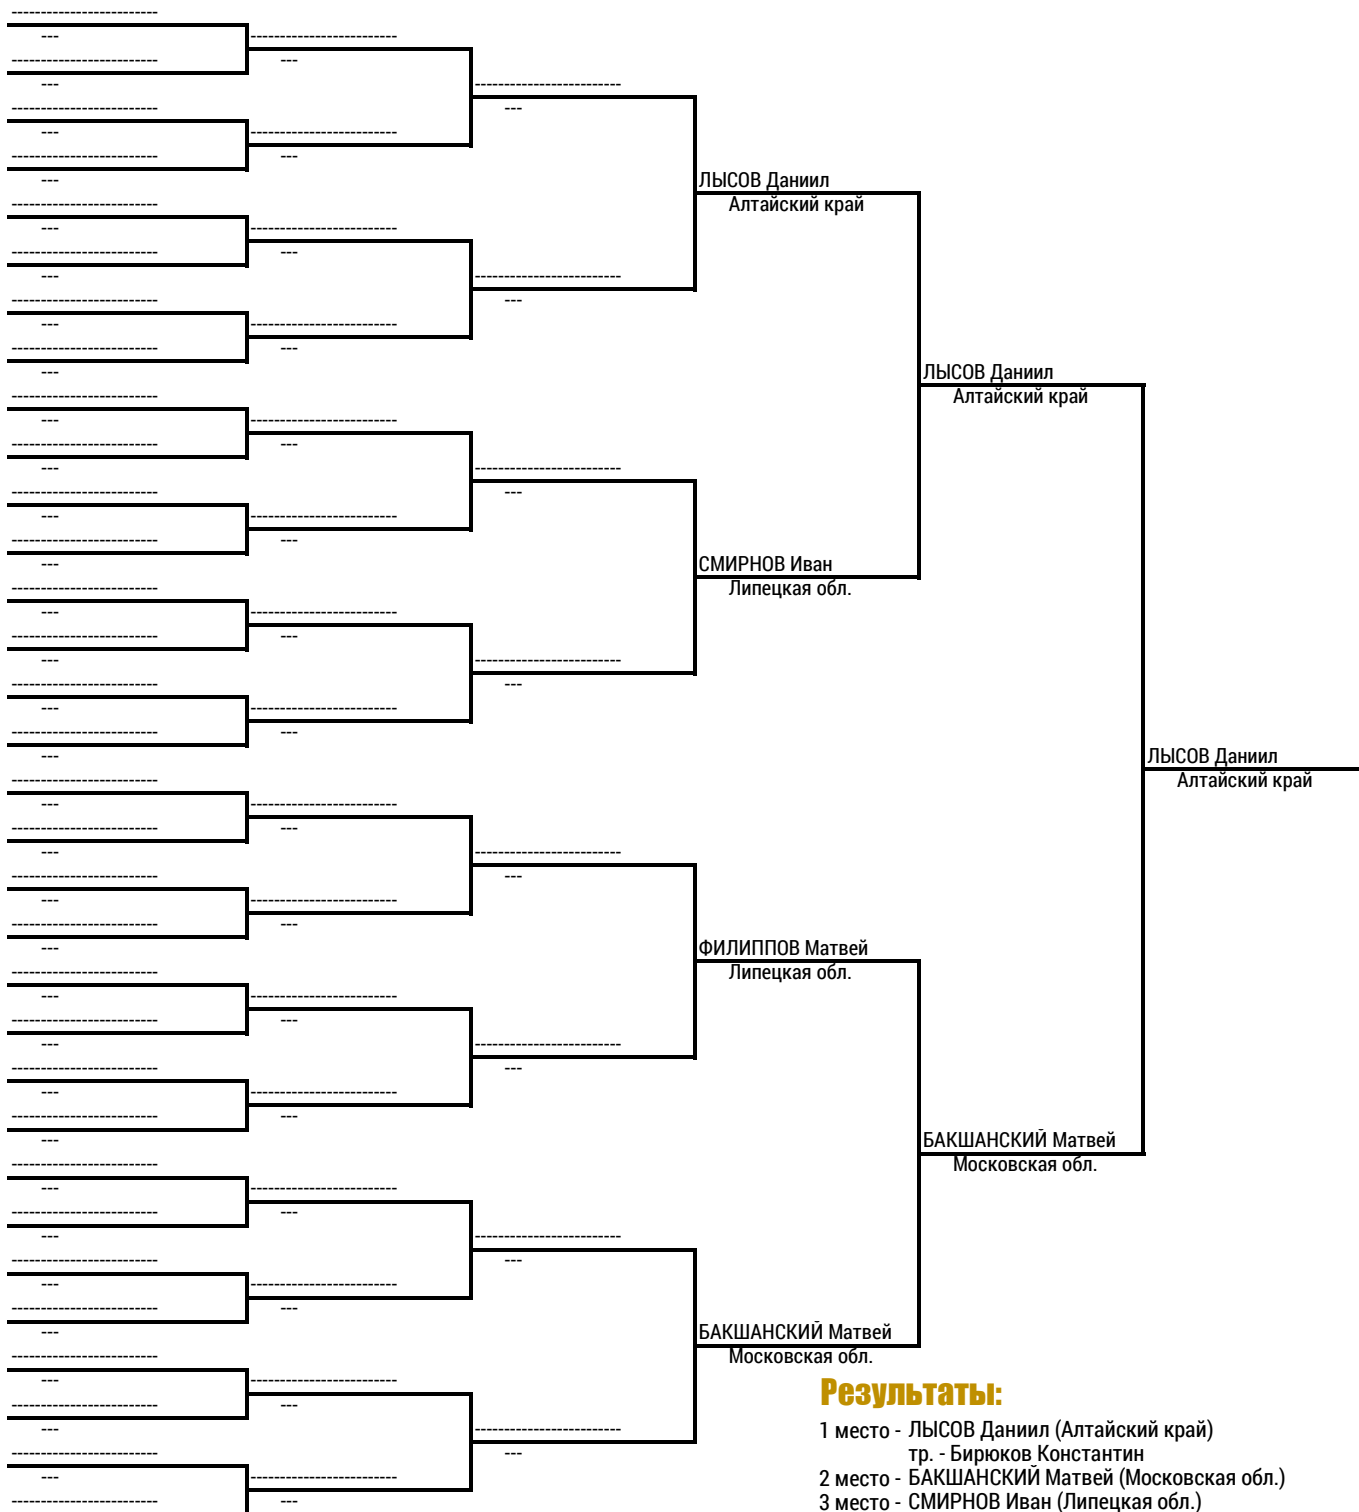 ЛЫСОВ Даниил
Алтайский край
ЛЫСОВ Даниил
Алтайский край
СМИРНОВ Иван
Липецкая обл.
ЛЫСОВ Даниил
Алтайский край
ФИЛИППОВ Матвей
Липецкая обл.
БАКШАНСКИЙ Матвей
Московская обл.
БАКШАНСКИЙ Матвей
Московская обл.
Результаты:
1 место - ЛЫСОВ Даниил (Алтайский край)
тр. - Бирюков Константин
2 место - БАКШАНСКИЙ Матвей (Московская обл.)
3 место - СМИРНОВ Иван (Липецкая обл.)